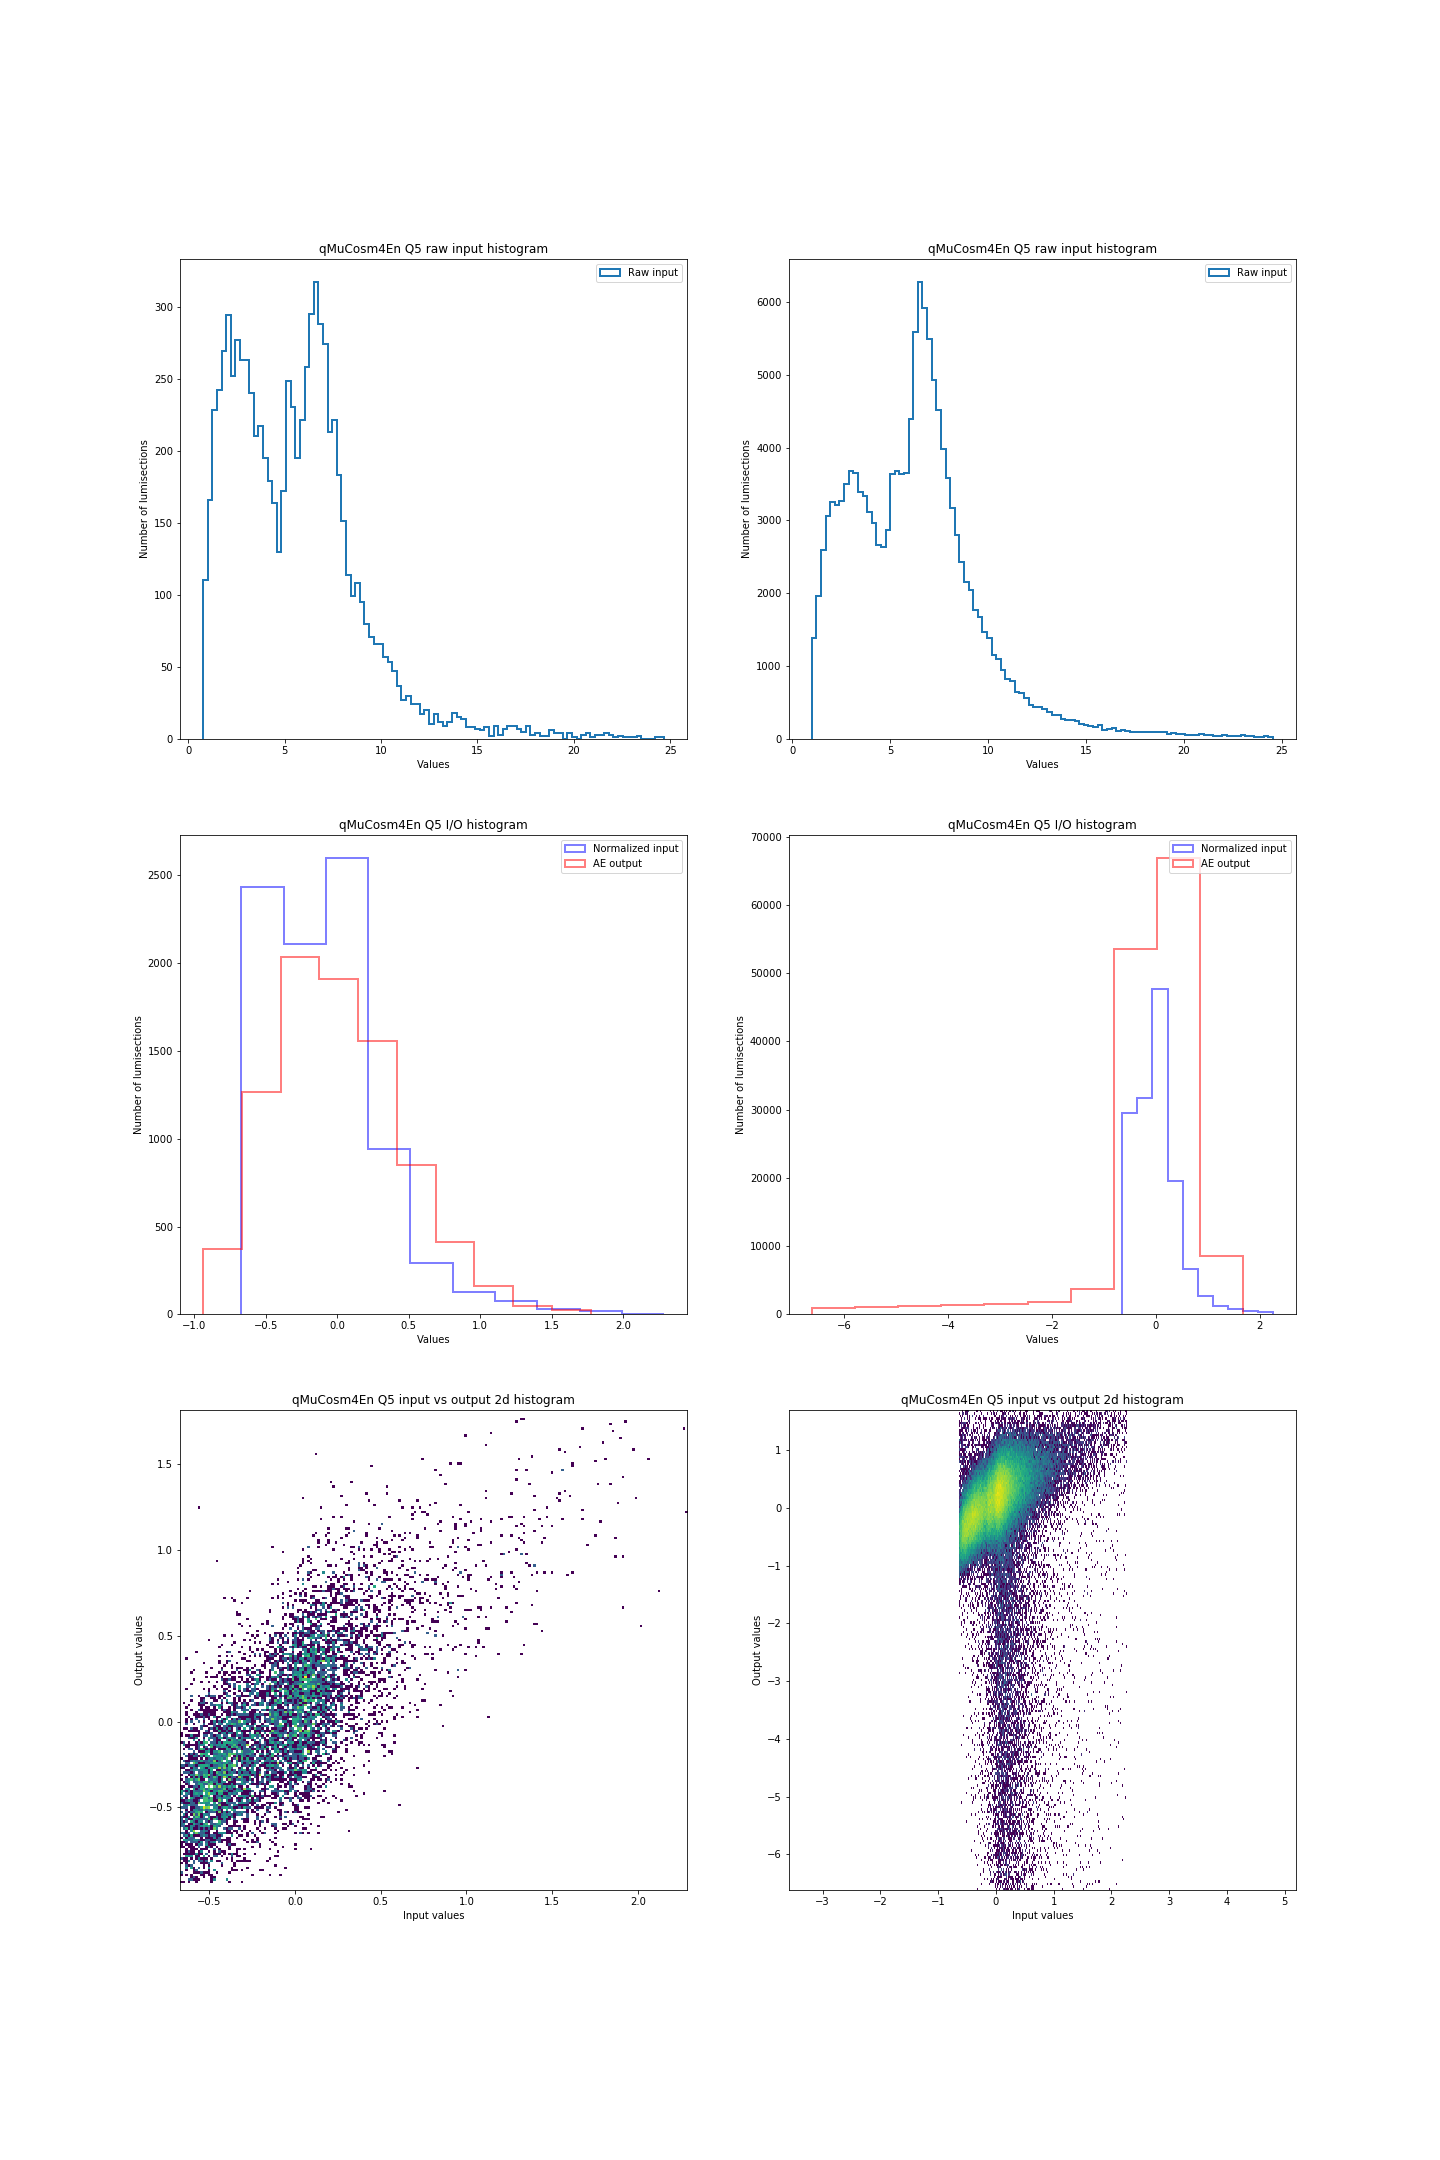 qMuCosm4En Q5 raw input histogram
Raw input
Number of lumisections
300
250
200
150
100
50
0
0 5 10 15 20 25
Values
qMuCosm4En Q5 raw input histogram
Raw input
Number of lumisections
6000
5000
4000
3000
2000
1000
0
0 5 10 15 20 25
Values
qMuCosm4En Q5 I/O histogram
Normalized input
AE output
Number of lumisections
2500
2000
1500
1000
500
0
−1.0 −0.5 0.0 0.5 1.0 1.5 2.0
Values
qMuCosm4En Q5 I/O histogram
Normalized input
AE output
Number of lumisections
70000
60000
50000
40000
30000
20000
10000
0
−6 −4 −2 0 2
Values
qMuCosm4En Q5 input vs output 2d histogram
Output values
1.5
1.0
0.5
0.0
−0.5
−0.5 0.0 0.5 1.0 1.5 2.0
Input values
qMuCosm4En Q5 input vs output 2d histogram
Output values
1
0
−1
−2
−3
−4
−5
−6
−3 −2 −1 0 1 2 3 4 5
Input values